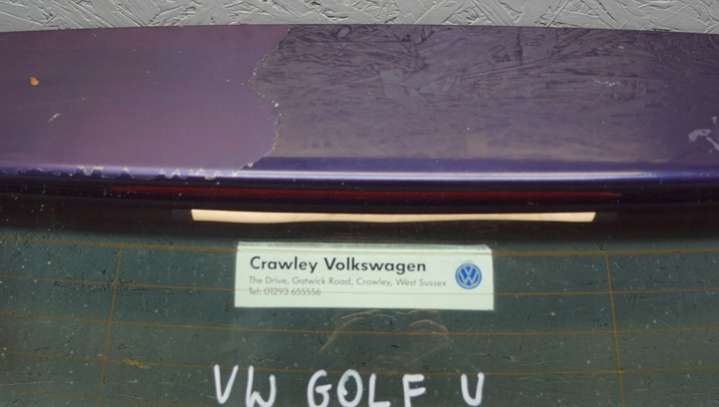 Crawley Volkswagen
The Drive, Gatwick Road, Crawley, West Sussex
Tel: 01293 655556
VW GOLF V